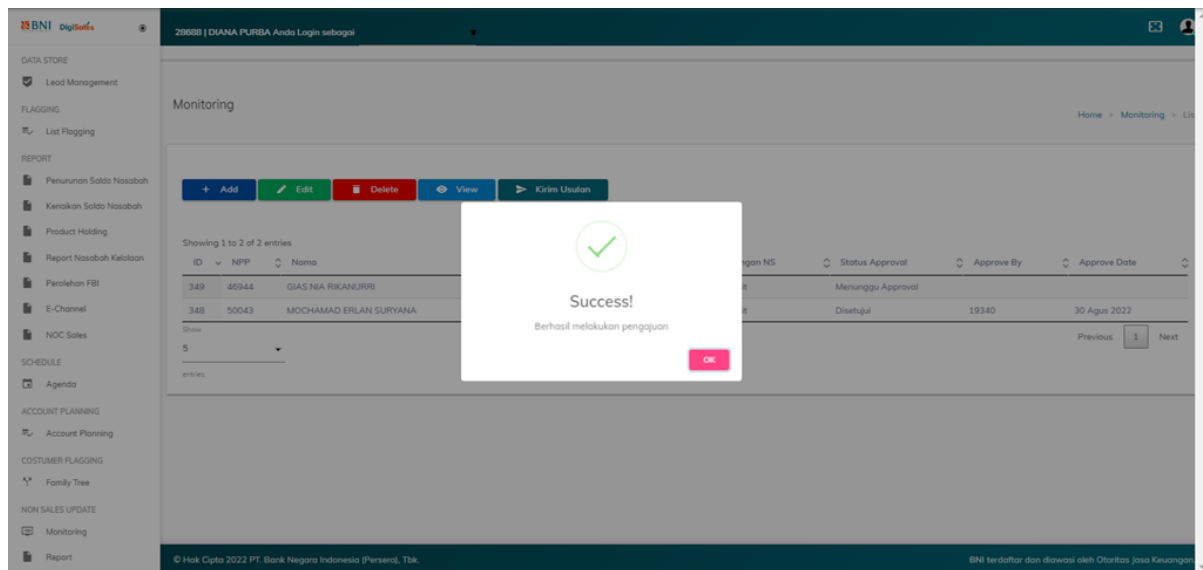 BNI DigiSales
28688 | DIANA PURBA Anda Login sebagai
DATA STORE
Lead Management
FLAGGING
List Flagging
REPORT
Penurunan Saldo Nasabah
Kenaikan Saldo Nasabah
Product Holding
Report Nasabah Kelolaan
Perolehan FBI
E-Channel
NOC Sales
SCHEDULE
Agenda
ACCOUNT PLANNING
Account Planning
COSTUMER FLAGGING
Family Tree
NON SALES UPDATE
Monitoring
Report
Monitoring
Home > Monitoring > Lis
+ Add Edit Delete View Kirim Usulan
Showing 1 to 2 of 2 entries
ID NPP Nama ngan NS Status Approval Approve By Approve Date
349 46944 GIAS NIA RIKANURRI it Menunggu Approval
348 50043 MOCHAMAD ERLAN SURYANA it Disetujui 19340 30 Agus 2022
Show
5
entries
Previous 1 Next
Success!
Berhasil melakukan pengajuan
OK
© Hak Cipta 2022 PT. Bank Negara Indonesia (Persero), Tbk.
BNI terdaftar dan diawasi oleh Otoritas Jasa Keuangan.